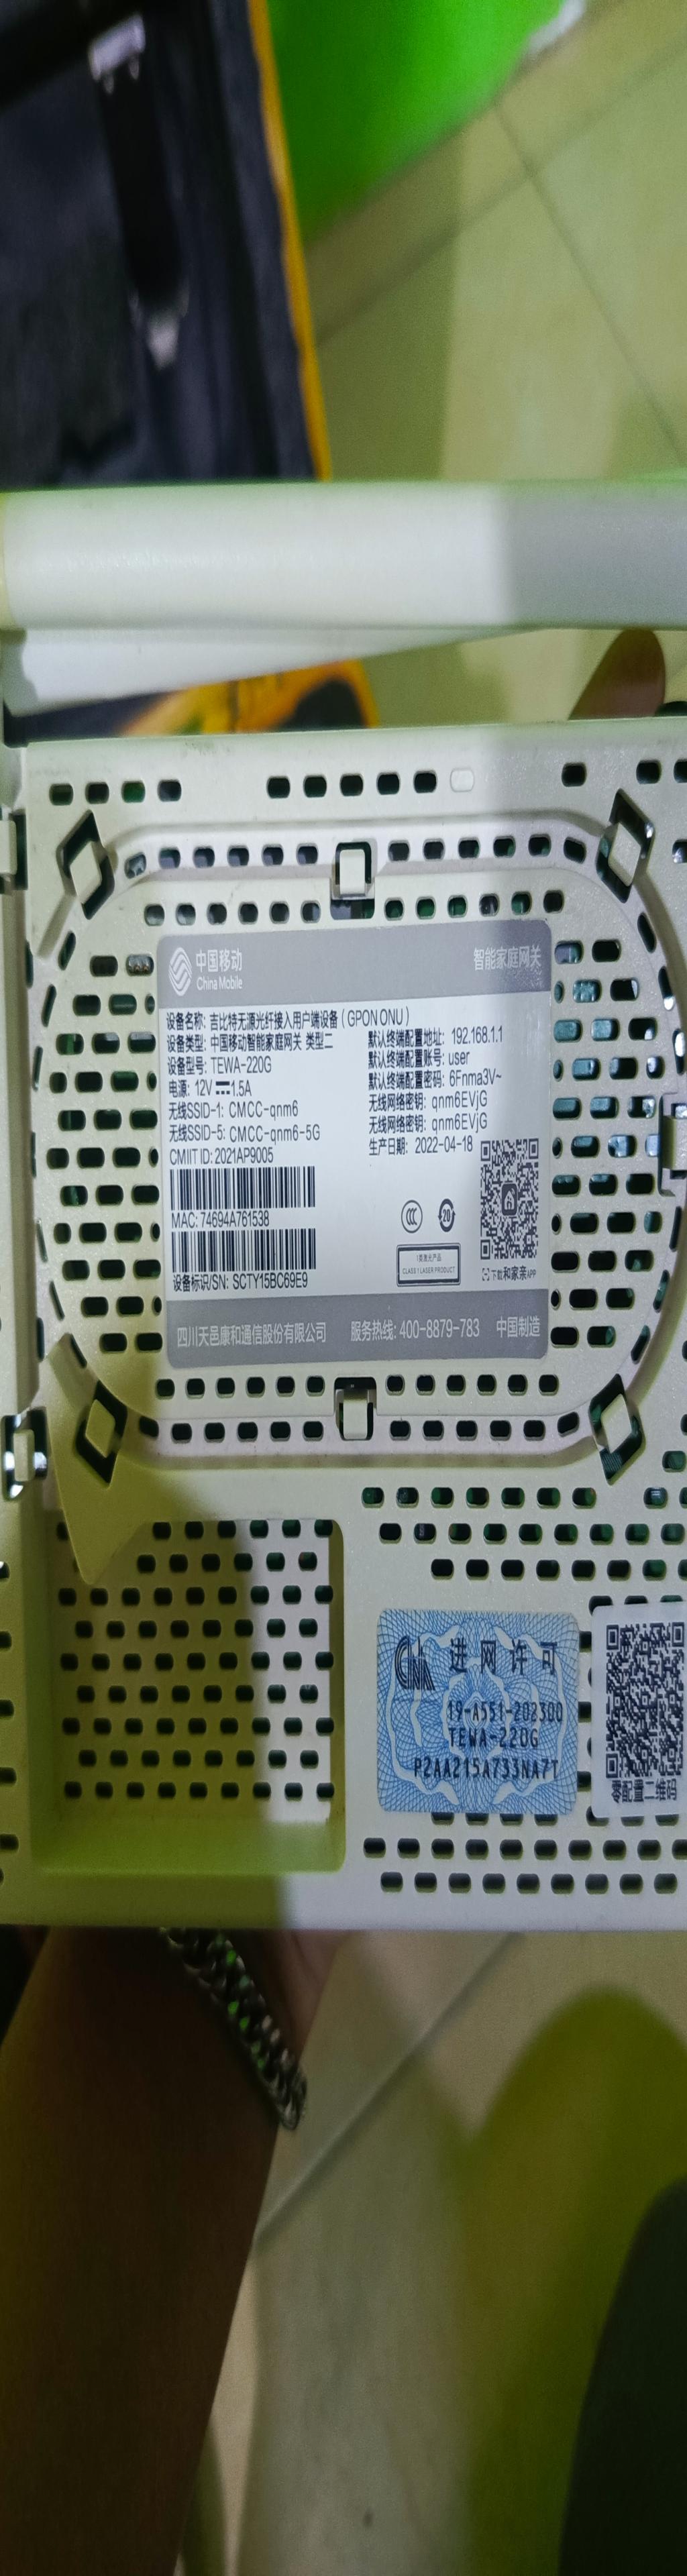 中国移动
China Mobile
智能家庭网关
设备名称: 吉比特无源光纤接入用户端设备 (GPON ONU)
设备类型: 中国移动智能家庭网关 类型二
设备型号: TEWA-220G
电源: 12V 1.5A
无线SSID-1: CMCC-qnm6
无线SSID-5: CMCC-qnm6-5G
CMIIT ID: 2021AP9005
默认终端配置地址: 192.168.1.1
默认终端配置账号: user
默认终端配置密码: 6Fnma3V~
无线网络密钥: qnm6EVjG
无线网络密钥: qnm6EVjG
生产日期: 2022-04-18
MAC: 74694A761538
设备标识/SN: SCTY15BC69E9
CCC
20
1类激光产品
CLASS 1 LASER PRODUCT
下载和家亲APP
四川天邑康和通信股份有限公司 服务热线: 400-8879-783 中国制造
进网许可
19-A551-202300
TEWA-220G
P2AA215A733NA7T
零配置二维码